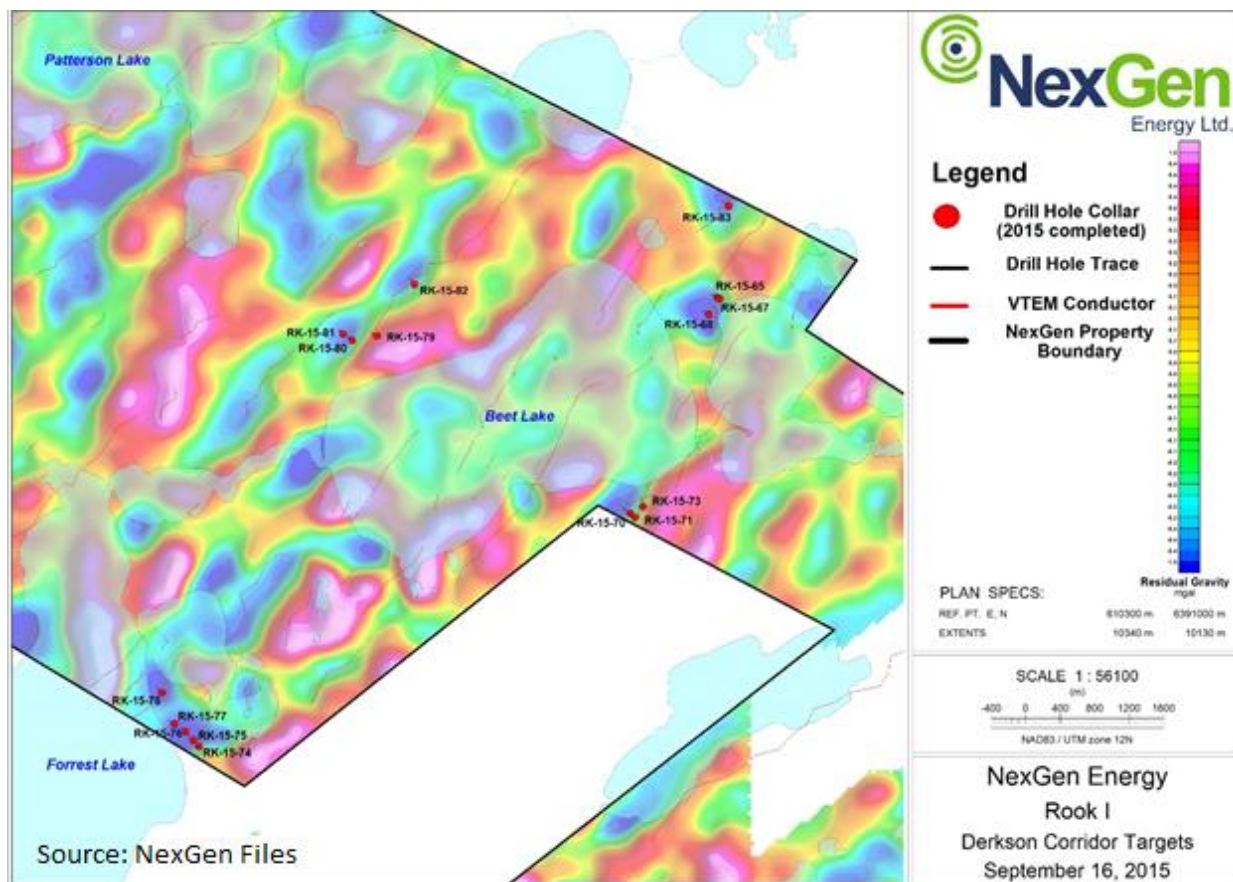 Patterson Lake
RK-15-83
RK-15-82
RK-15-65
RK-15-67
RK-15-68
RK-15-81
RK-15-79
RK-15-80
Beet Lake
RK-15-73
RK-15-70
RK-15-71
RK-15-77
RK-15-75
RK-15-74
Forrest Lake
Source: NexGen Files
NexGen
Energy Ltd.
Legend
Drill Hole Collar
(2015 completed)
Drill Hole Trace
VTEM Conductor
NexGen Property
Boundary
Residual Gravity
mgal
PLAN SPECS:
REF. PT. E, N 610300 m 6391000 m
EXTENTS 10340 m 10130 m
SCALE 1 : 56100
(m)
-400 0 400 800 1200 1600
NAD83 / UTM zone 12N
NexGen Energy
Rook I
Derkson Corridor Targets
September 16, 2015